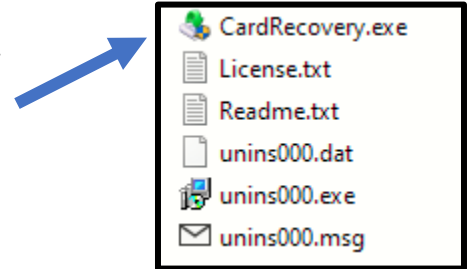 CardRecovery.exe
License.txt
Readme.txt
unins000.dat
unins000.exe
unins000.msg